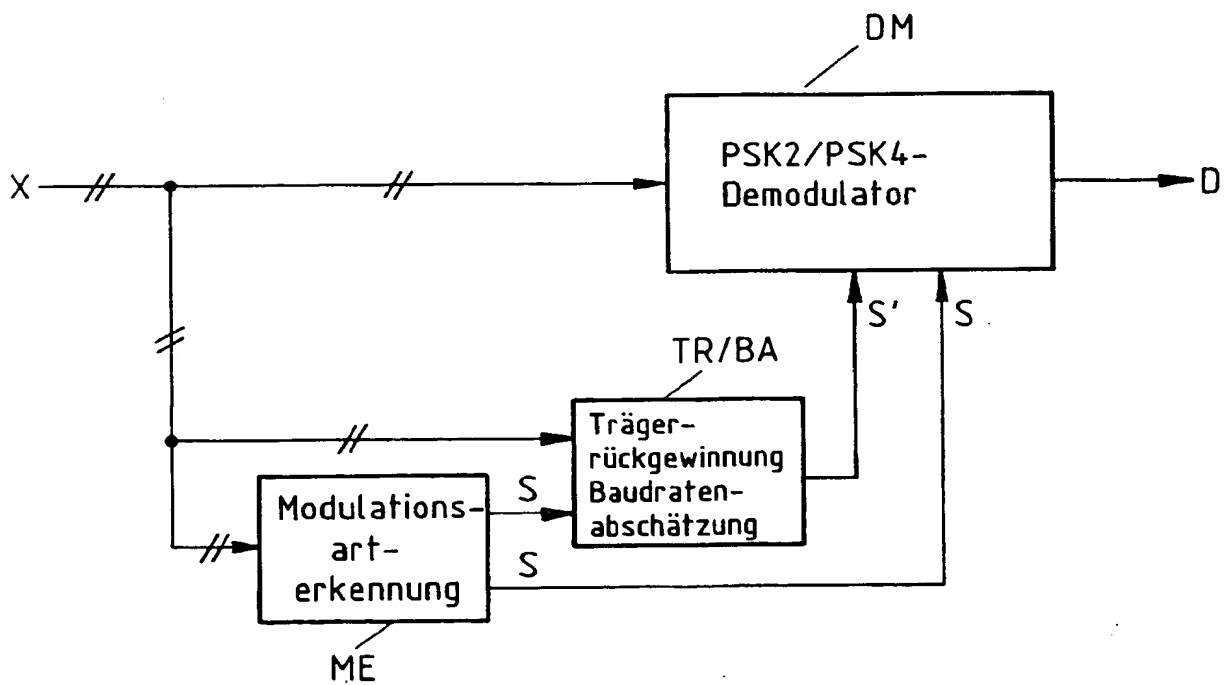 DM
PSK2/PSK4-
Demodulator
X
D
S'
S
TR/BA
Träger-
rückgewinnung
Baudraten-
abschätzung
S
Modulations-
art-
erkennung
S
ME